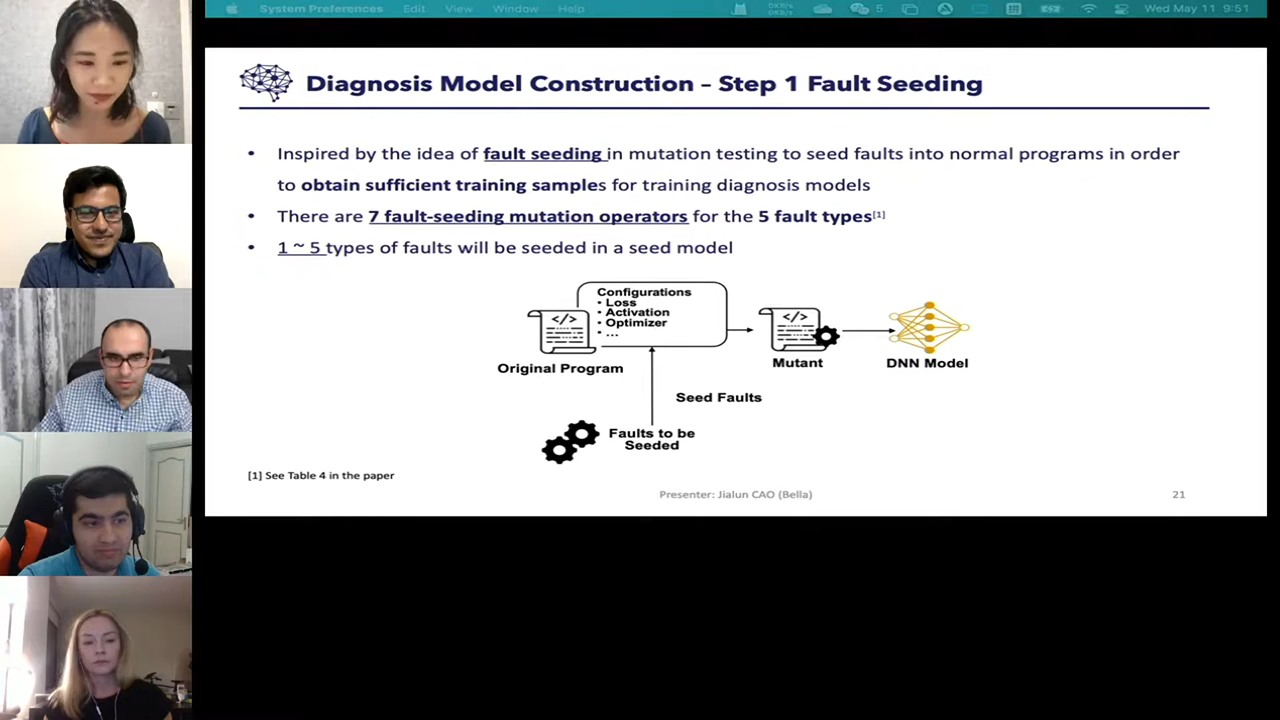 System Preferences Edit View Window Help 5 Wed May 11 9:51
Diagnosis Model Construction – Step 1 Fault Seeding
• Inspired by the idea of fault seeding in mutation testing to seed faults into normal programs in order
to obtain sufficient training samples for training diagnosis models
• There are 7 fault-seeding mutation operators for the 5 fault types[1]
• 1 ~ 5 types of faults will be seeded in a seed model
Configurations
• Loss
• Activation
• Optimizer
• ...
</>
Original Program
</>
Mutant
DNN Model
Seed Faults
Faults to be
Seeded
[1] See Table 4 in the paper
Presenter: Jialun CAO (Bella)
21